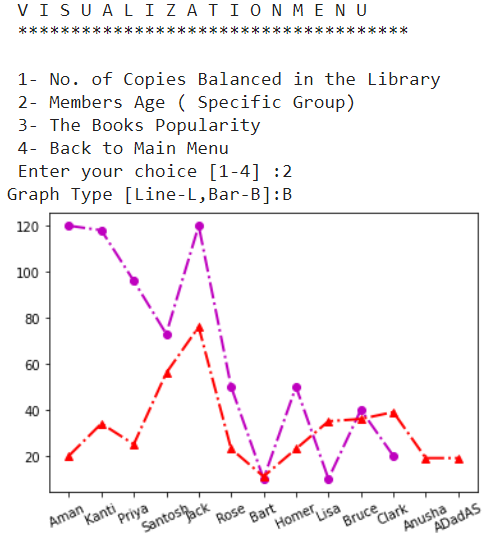 V I S U A L I Z A T I O N M E N U
*************************************
1- No. of Copies Balanced in the Library
2- Members Age ( Specific Group)
3- The Books Popularity
4- Back to Main Menu
Enter your choice [1-4] :2
Graph Type [Line-L,Bar-B]:B
120
100
80
60
40
20
Aman Kanti Priya Santosh Jack Rose Bart Homer Lisa Bruce Clark Anusha ADadAS